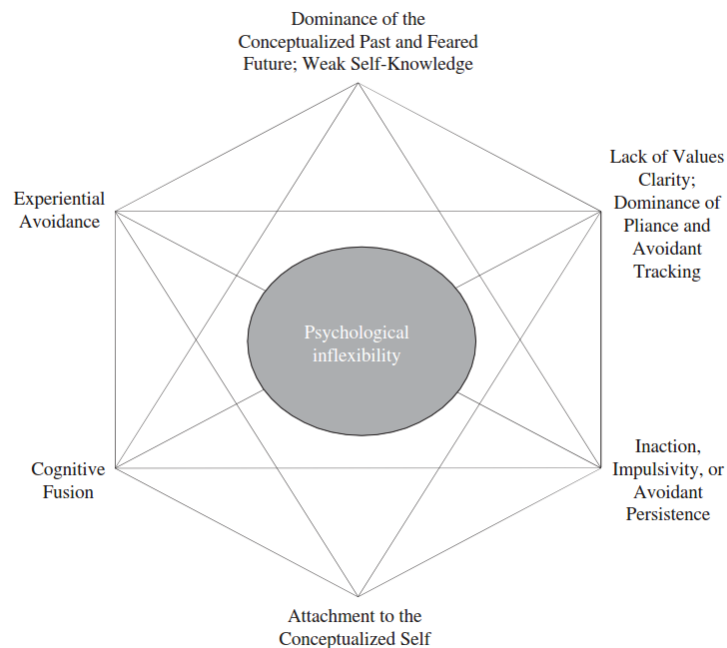 Dominance of the
Conceptualized Past and Feared
Future; Weak Self-Knowledge
Lack of Values
Clarity;
Dominance of
Pliance and
Avoidant
Tracking
Experiential
Avoidance
Psychological
inflexibility
Inaction,
Impulsivity, or
Avoidant
Persistence
Cognitive
Fusion
Attachment to the
Conceptualized Self